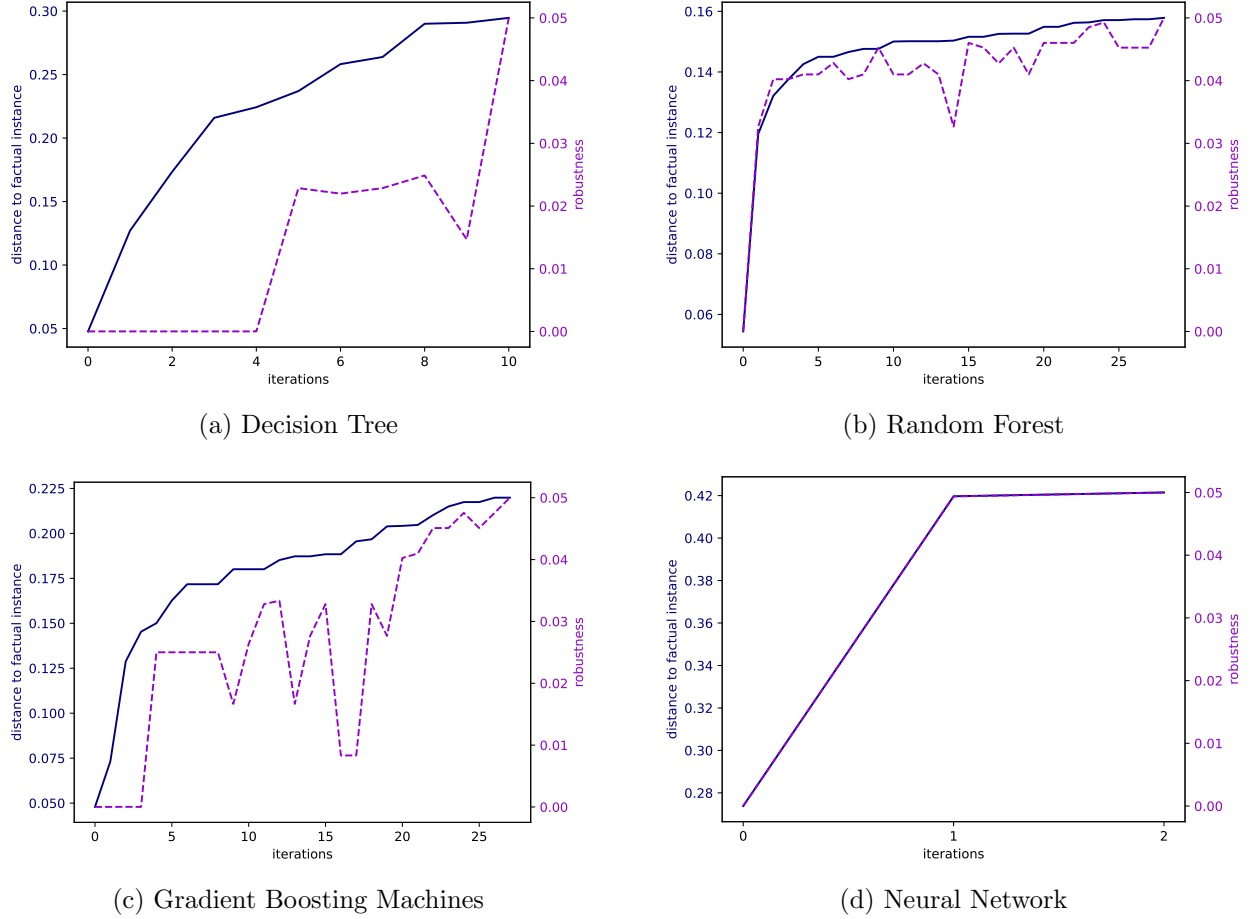 0.30
0.25
0.20
0.15
0.10
0.05
distance to factual instance
0.05
0.04
0.03
0.02
0.01
0.00
robustness
0 2 4 6 8 10
iterations
(a) Decision Tree
0.16
0.14
0.12
0.10
0.08
0.06
distance to factual instance
0.05
0.04
0.03
0.02
0.01
0.00
robustness
0 5 10 15 20 25
iterations
(b) Random Forest
0.225
0.200
0.175
0.150
0.125
0.100
0.075
0.050
distance to factual instance
0.05
0.04
0.03
0.02
0.01
0.00
robustness
0 5 10 15 20 25
iterations
(c) Gradient Boosting Machines
0.42
0.40
0.38
0.36
0.34
0.32
0.30
0.28
distance to factual instance
0.05
0.04
0.03
0.02
0.01
0.00
robustness
0 1 2
iterations
(d) Neural Network